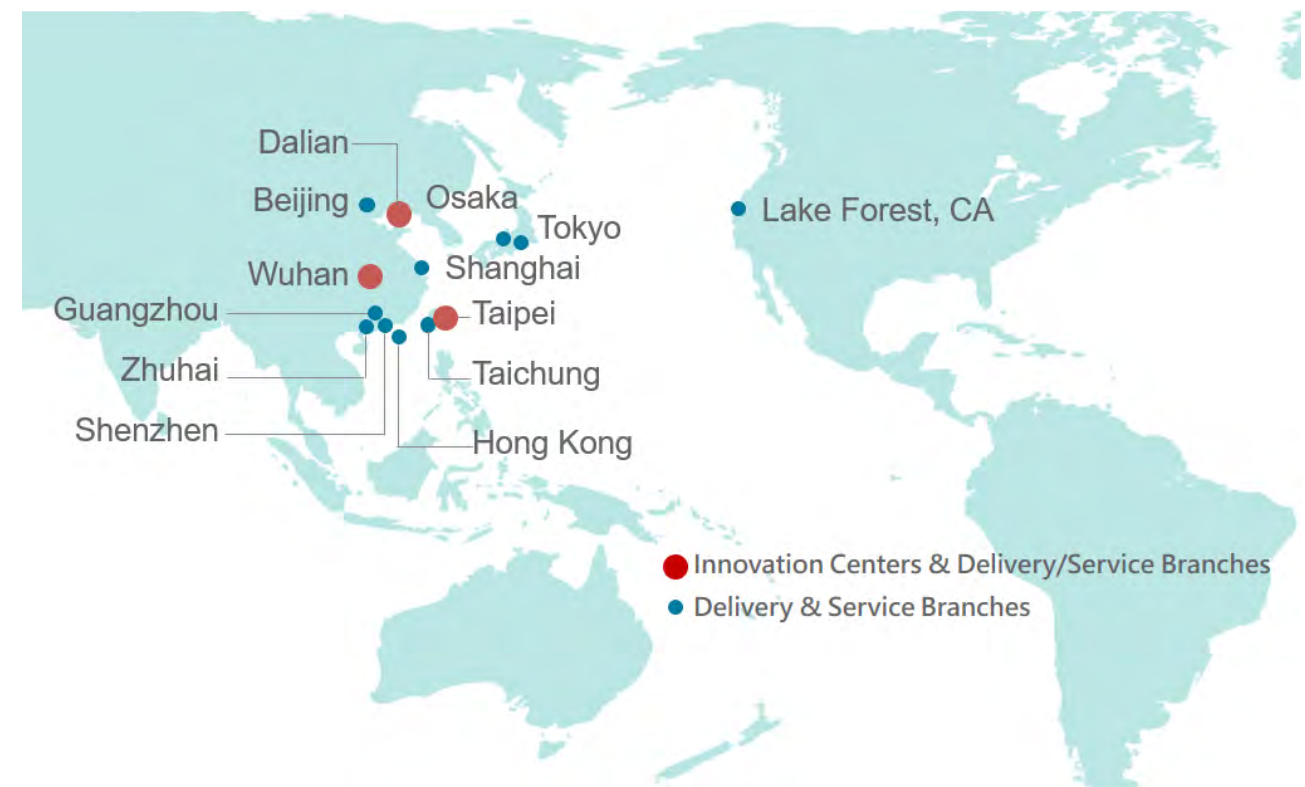 Dalian
Beijing
Osaka
Tokyo
Lake Forest, CA
Wuhan
Shanghai
Guangzhou
Taipei
Zhuhai
Taichung
Shenzhen
Hong Kong
Innovation Centers & Delivery/Service Branches
Delivery & Service Branches